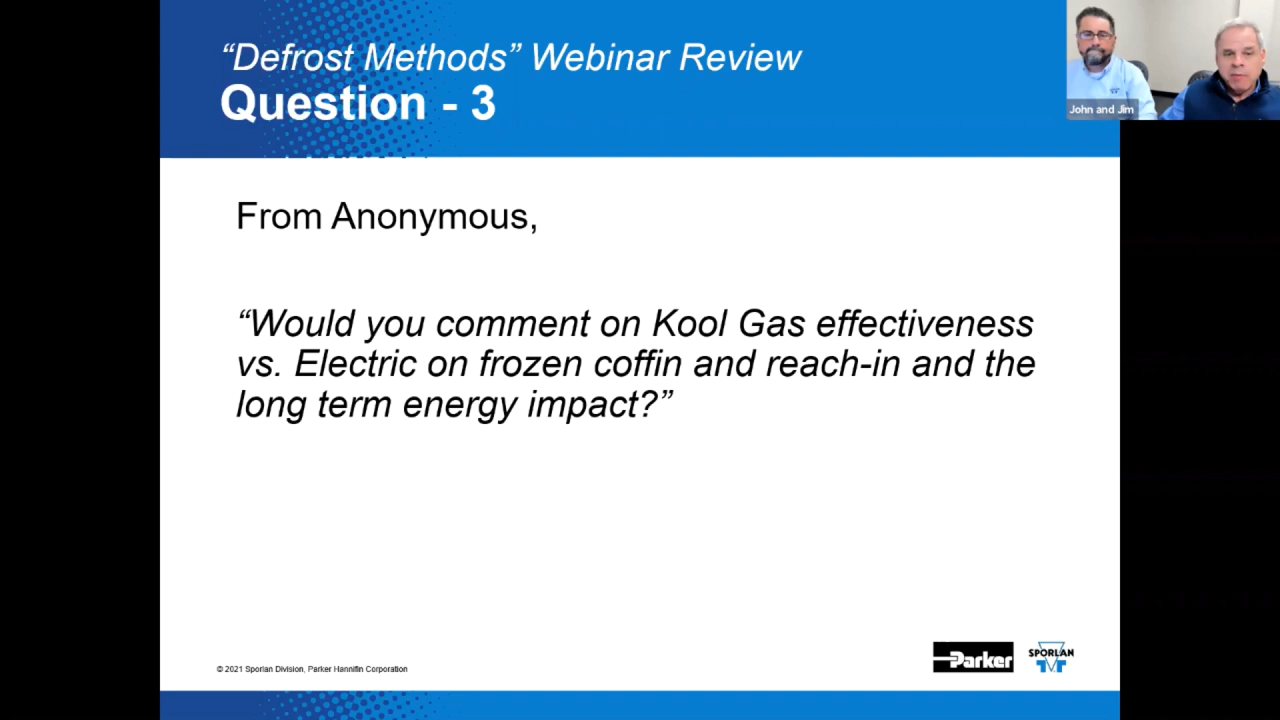 “Defrost Methods” Webinar Review
Question - 3
John and Jim
From Anonymous,
“Would you comment on Kool Gas effectiveness
vs. Electric on frozen coffin and reach-in and the
long term energy impact?”
© 2021 Sporlan Division, Parker Hannifin Corporation
Parker
SPORLAN